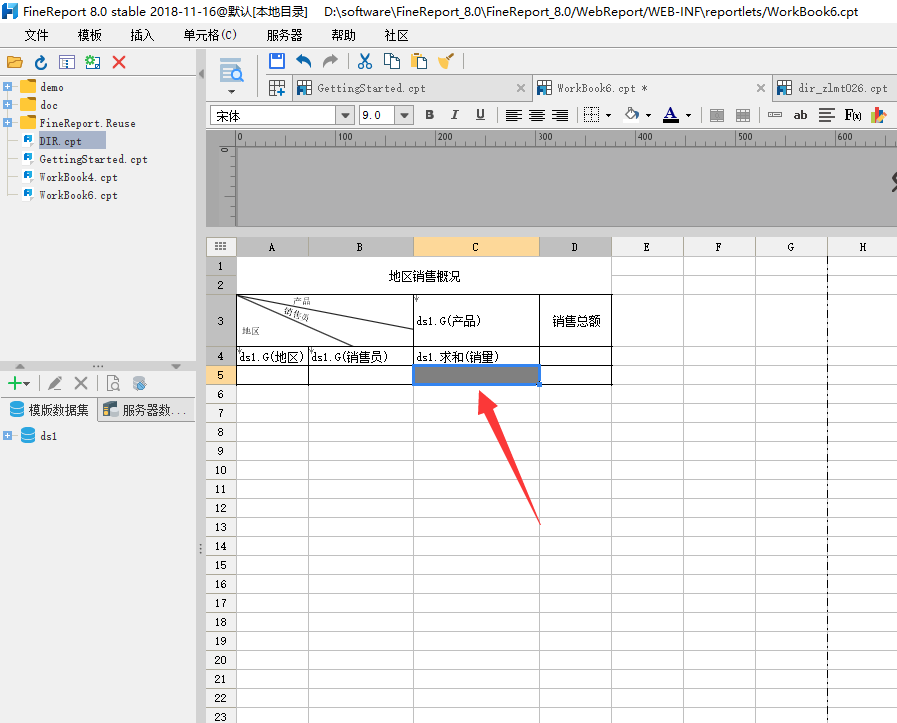 FineReport 8.0 stable 2018-11-16@默认[本地目录] D:\software\FineReport_8.0\FineReport_8.0/WebReport/WEB-INF\reportlets/WorkBook6.cpt
文件 模板 插入 单元格(C) 服务器 帮助 社区
GettingStarted.cpt WorkBook6.cpt * dir_zlmt026.cpt
宋体 9.0 B I U A ab F(x)
demo
doc
FineReport.Reuse
DIR.cpt
GettingStarted.cpt
WorkBook4.cpt
WorkBook6.cpt
模版数据集 服务器数...
ds1
0 100 200 300 400 500 600
0
A B C D E F G H
1
2
地区销售概况
3
产品
销售员
地区
ds1.G(产品) 销售总额
4 ds1.G(地区) ds1.G(销售员) ds1.求和(销量)
5
6
7
8
9
10
11
12
13
14
15
16
17
18
19
20
21
22
23